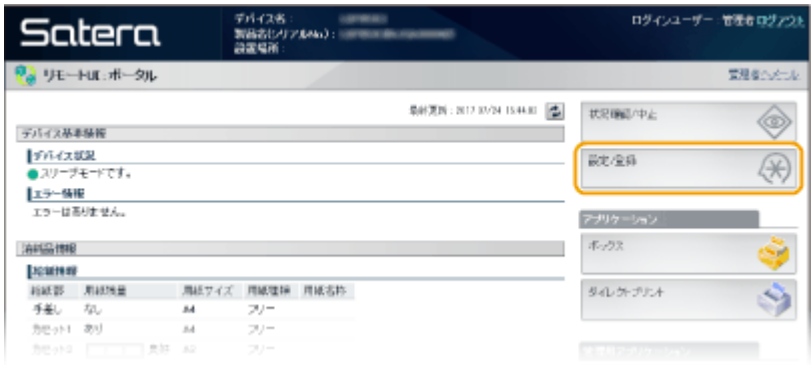 Satera
デバイス名:
製品名(シリアルNo.):
設置場所:
ログインユーザー: 管理者 ログアウト
リモートUI:ポータル
管理者へメール
最終更新: 2017 07/24 15:44:00
デバイス基本情報
デバイス状況
スリープモードです。
エラー情報
エラーはありません。
消耗品情報
給紙情報
給紙部 用紙残量 用紙サイズ 用紙種類 用紙名称
手差し なし A4 フリー
カセット1 あり A4 フリー
カセット2 A3 フリー
状況確認/中止
設定/登録
アプリケーション
ボックス
ダイレクトプリント